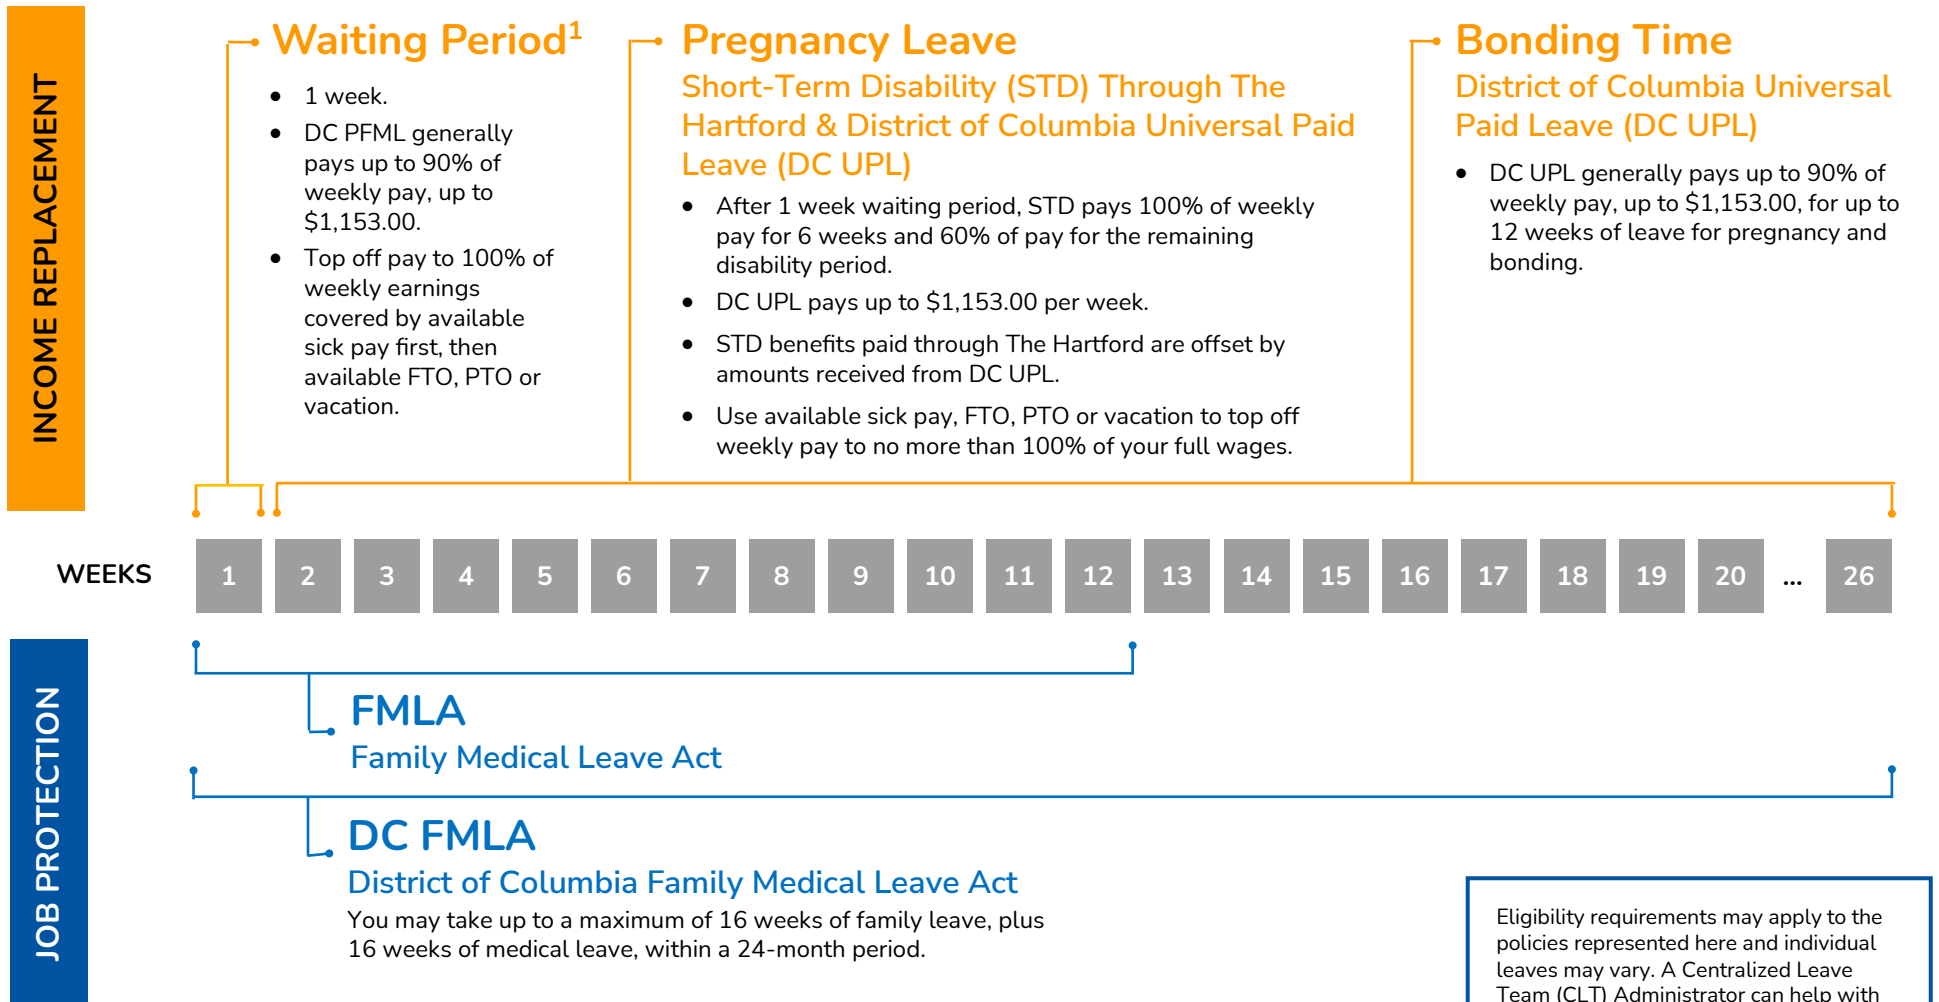 INCOME REPLACEMENT
Waiting Period¹
• 1 week.
• DC PFML generally
pays up to 90% of
weekly pay, up to
$1,153.00.
• Top off pay to 100% of
weekly earnings
covered by available
sick pay first, then
available FTO, PTO or
vacation.
Pregnancy Leave
Short-Term Disability (STD) Through The
Hartford & District of Columbia Universal Paid
Leave (DC UPL)
• After 1 week waiting period, STD pays 100% of weekly
pay for 6 weeks and 60% of pay for the remaining
disability period.
• DC UPL pays up to $1,153.00 per week.
• STD benefits paid through The Hartford are offset by
amounts received from DC UPL.
• Use available sick pay, FTO, PTO or vacation to top off
weekly pay to no more than 100% of your full wages.
Bonding Time
District of Columbia Universal
Paid Leave (DC UPL)
• DC UPL generally pays up to 90% of
weekly pay, up to $1,153.00, for up to
12 weeks of leave for pregnancy and
bonding.
WEEKS 1 2 3 4 5 6 7 8 9 10 11 12 13 14 15 16 17 18 19 20 ... 26
JOB PROTECTION
FMLA
Family Medical Leave Act
DC FMLA
District of Columbia Family Medical Leave Act
You may take up to a maximum of 16 weeks of family leave, plus
16 weeks of medical leave, within a 24-month period.
Eligibility requirements may apply to the
policies represented here and individual
leaves may vary. A Centralized Leave
Team (CLT) Administrator can help with